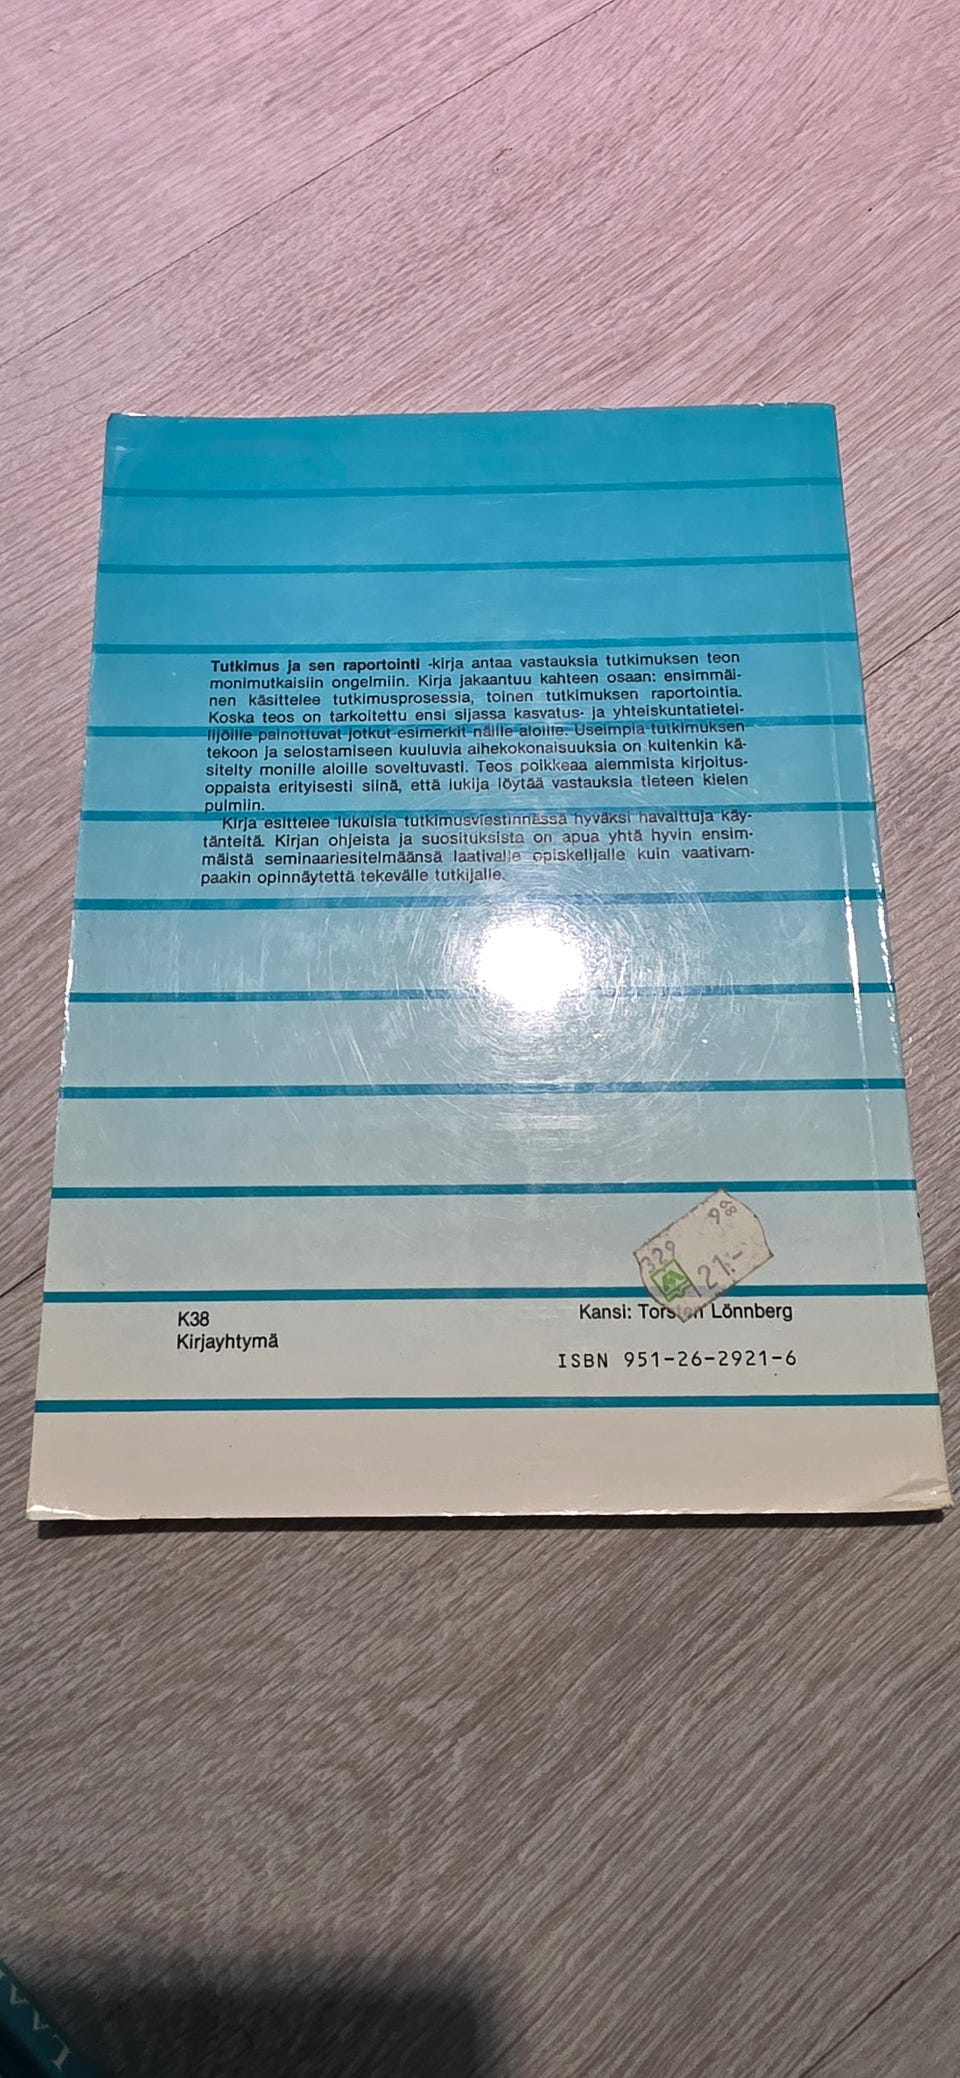 Tutkimus ja sen raportointi -kirja antaa vastauksia tutkimuksen teon
monimutkaisiin ongelmiin. Kirja jakaantuu kahteen osaan: ensimmäi-
nen käsittelee tutkimusprosessia, toinen tutkimuksen raportointia.
Koska teos on tarkoitettu ensi sijassa kasvatus- ja yhteiskuntatietei-
lijöille painottuvat jotkut esimerkit näille aloille. Useimpia tutkimuksen
tekoon ja selostamiseen kuuluvia aihekokonaisuuksia on kuitenkin kä-
sitelty monille aloille soveltuvasti. Teos poikkeaa aiemmista kirjoitus-
oppaista erityisesti siinä, että lukija löytää vastauksia tieteen kielen
pulmiin.
Kirja esittelee lukuisia tutkimusviestinnässä hyväksi havaittuja käy-
tänteitä. Kirjan ohjeista ja suosituksista on apua yhtä hyvin ensim-
mäistä seminaariesitelmäänsä laativalle opiskelijalle kuin vaativam-
paakin opinnäytettä tekevälle tutkijalle.
329
9 89
121:-
K38
Kirjayhtymä
Kansi: Torsten Lönnberg
ISBN 951-26-2921-6